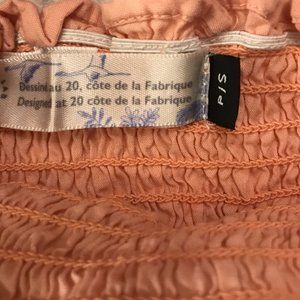 Dessiné au 20, côte de la Fabrique
Designed at 20 côte de la Fabrique
P/S